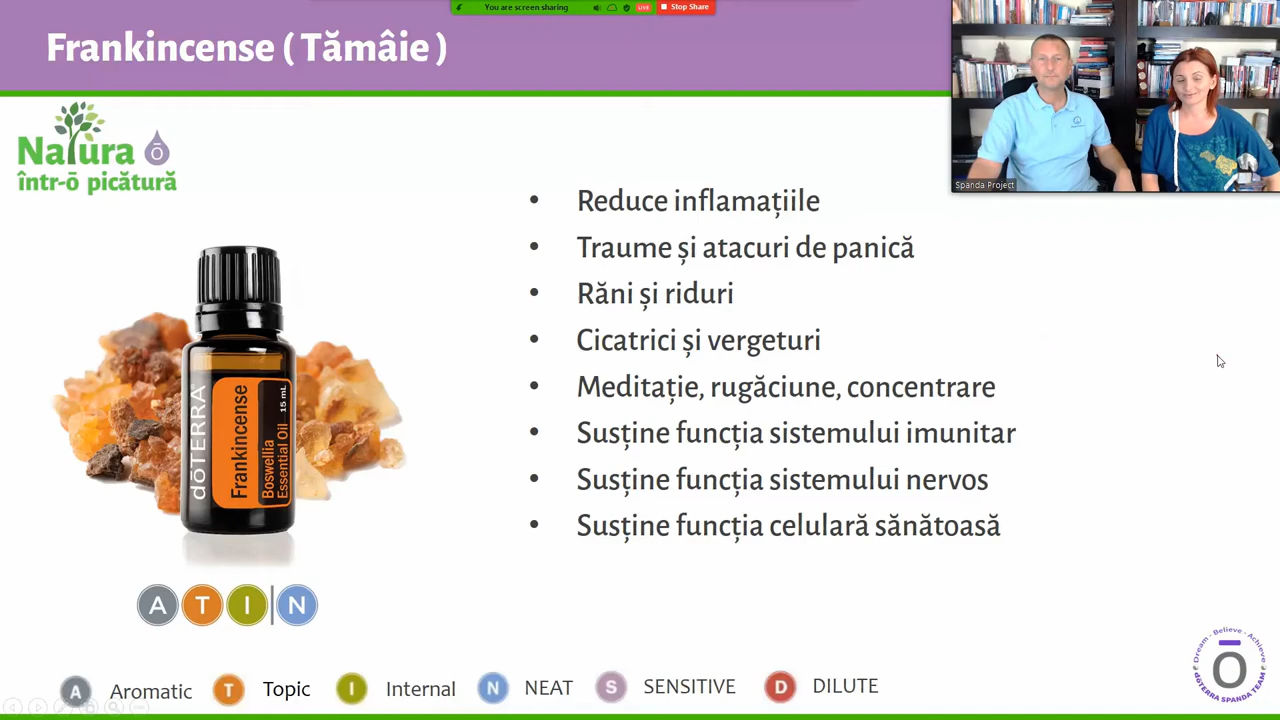 You are screen sharing
LIVE
Stop Share
Frankincense ( Tămâie )
Spanda Project
Natura ō
într-ō picătură
• Reduce inflamațiile
• Traume și atacuri de panică
• Răni și riduri
• Cicatrici și vergeturi
• Meditație, rugăciune, concentrare
• Susține funcția sistemului imunitar
• Susține funcția sistemului nervos
• Susține funcția celulară sănătoasă
dōTERRA
Frankincense
Boswellia
Essential Oil 15 mL
A T I | N
A Aromatic T Topic I Internal N NEAT S SENSITIVE D DILUTE
Dream - Believe - Achieve
ō
dōTERRA SPANDA TEAM